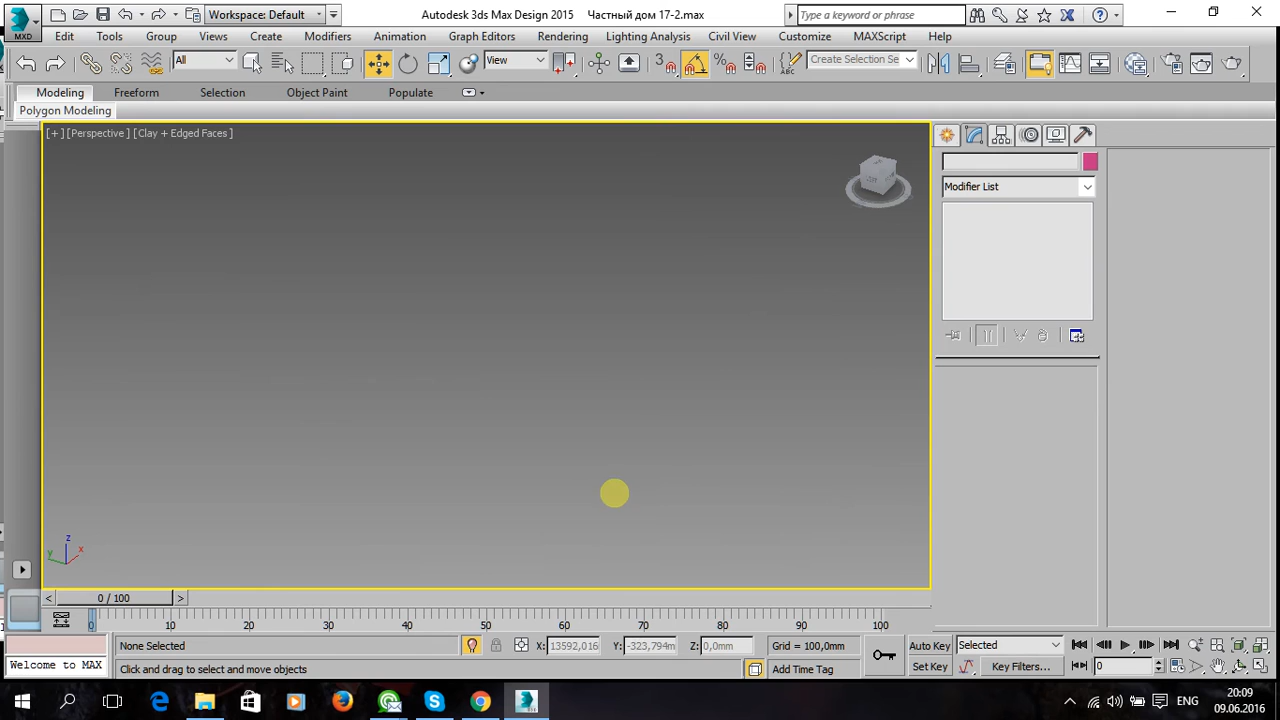 Workspace: Default
Autodesk 3ds Max Design 2015 Частный дом 17-2.max
Type a keyword or phrase
MXD
Edit Tools Group Views Create Modifiers Animation Graph Editors Rendering Lighting Analysis Civil View Customize MAXScript Help
All
View
3
Create Selection Se
Modeling Freeform Selection Object Paint Populate
Polygon Modeling
[+] [Perspective ] [Clay + Edged Faces ]
Modifier List
z
y x
0 / 100
0 10 20 30 40 50 60 70 80 90 100
None Selected
X: 13592,016 Y: -323,794m Z: 0,0mm
Grid = 100,0mm
Auto Key Selected
Welcome to MAX
Click and drag to select and move objects
Add Time Tag
Set Key Key Filters...
0
ENG
20:09
09.06.2016